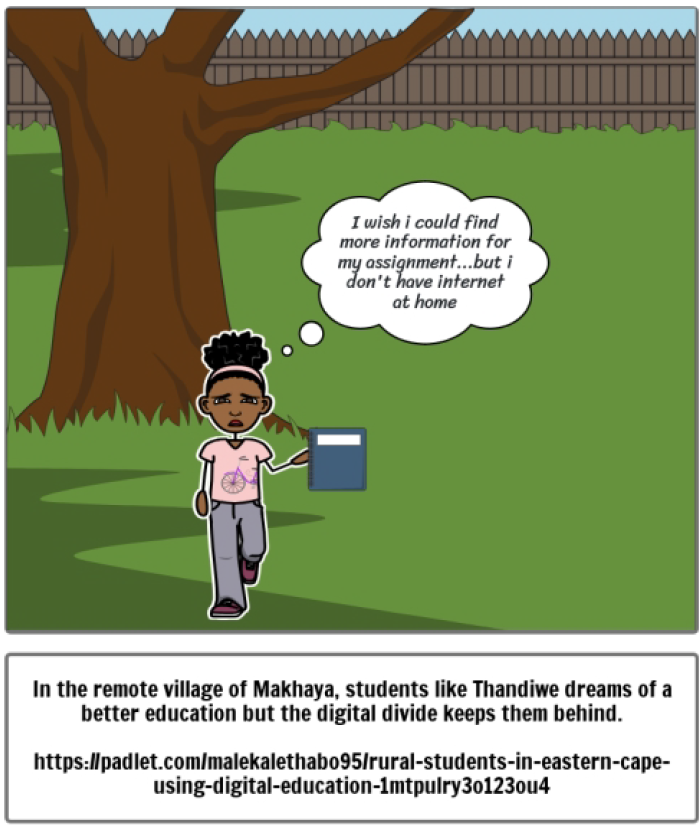 I wish i could find
more information for
my assignment...but i
don't have internet
at home
In the remote village of Makhaya, students like Thandiwe dreams of a
better education but the digital divide keeps them behind.
https://padlet.com/malekalethabo95/rural-students-in-eastern-cape-
using-digital-education-1mtpulry3o123ou4